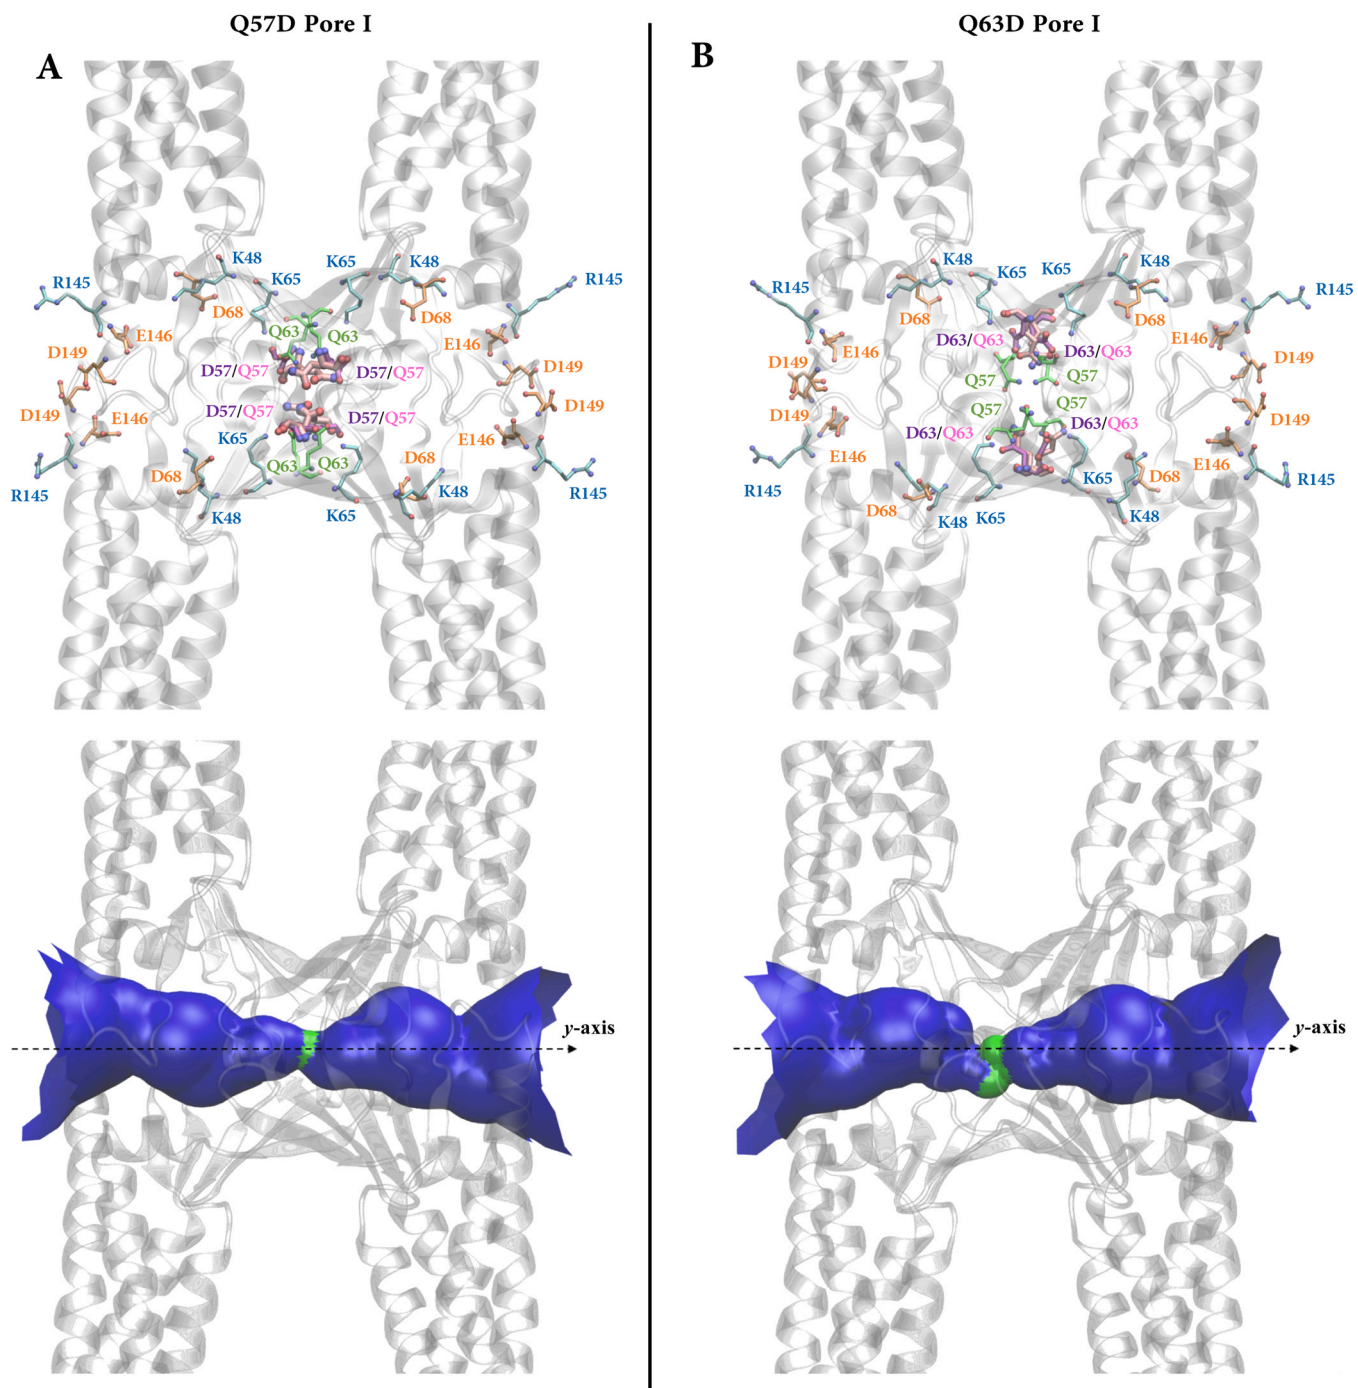 Q57D Pore I
A
K48
K65
K65
K48
R145
R145
D68
D68
Q63
Q63
E146
E146
D149
D149
D57/Q57
D57/Q57
D149
D149
D57/Q57
D57/Q57
E146
E146
K65
D68
Q63
Q63
D68
R145
R145
K48
K65
K48
y-axis
Q63D Pore I
B
K48
K65
K65
K48
R145
R145
D68
D68
E146
E146
D63/Q63
D63/Q63
D149
D149
Q57
Q57
Q57
Q57
D149
D149
D63/Q63
D63/Q63
E146
E146
R145
D68
K65
R145
D68
K48
K65
K48
y-axis